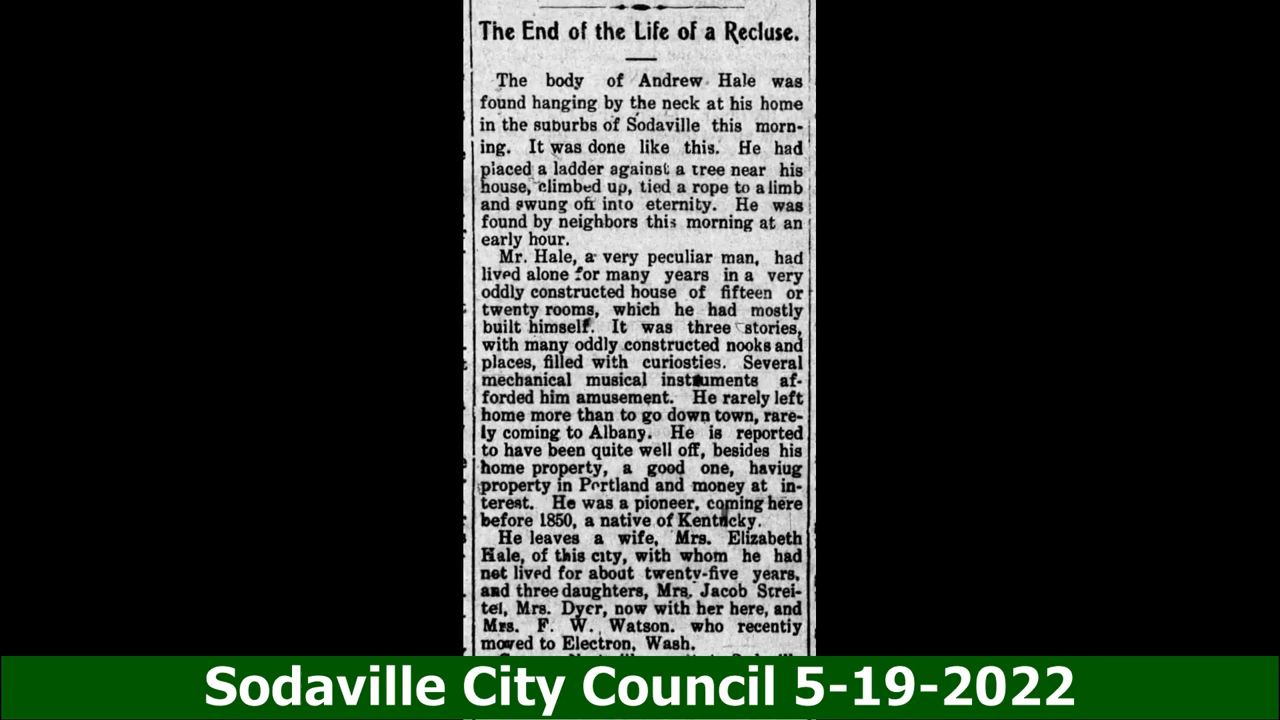 The End of the Life of a Recluse.
The body of Andrew Hale was
found hanging by the neck at his home
in the suburbs of Sodaville this morn-
ing. It was done like this. He had
placed a ladder against a tree near his
house, climbed up, tied a rope to a limb
and swung off into eternity. He was
found by neighbors this morning at an
early hour.
Mr. Hale, a very peculiar man, had
lived alone for many years in a very
oddly constructed house of fifteen or
twenty rooms, which he had mostly
built himself. It was three stories,
with many oddly constructed nooks and
places, filled with curiosties. Several
mechanical musical instruments af-
forded him amusement. He rarely left
home more than to go down town, rare-
ly coming to Albany. He is reported
to have been quite well off, besides his
home property, a good one, haviug
property in Portland and money at in-
terest. He was a pioneer, coming here
before 1850, a native of Kentucky.
He leaves a wife, Mrs. Elizabeth
Hale, of this city, with whom he had
not lived for about twenty-five years,
and three daughters, Mrs. Jacob Strei-
tel, Mrs. Dyer, now with her here, and
Mrs. F. W. Watson. who recently
moved to Electron, Wash.
Sodaville City Council 5-19-2022